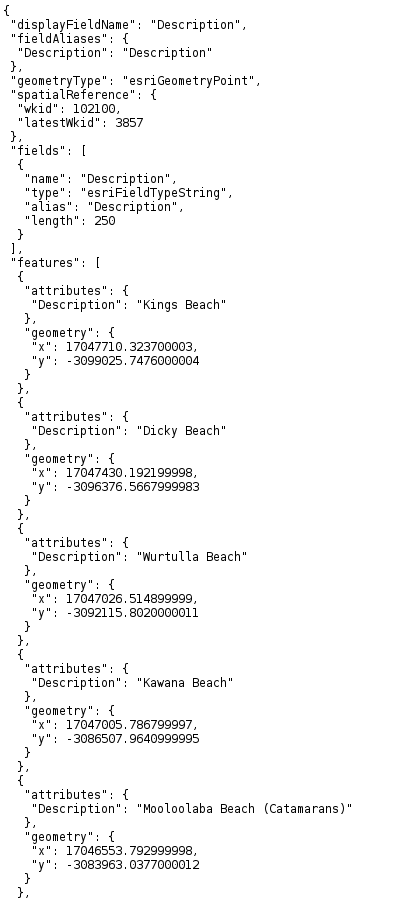 {
"displayFieldName": "Description",
"fieldAliases": {
"Description": "Description"
},
"geometryType": "esriGeometryPoint",
"spatialReference": {
"wkid": 102100,
"latestWkid": 3857
},
"fields": [
{
"name": "Description",
"type": "esriFieldTypeString",
"alias": "Description",
"length": 250
}
],
"features": [
{
"attributes": {
"Description": "Kings Beach"
},
"geometry": {
"x": 17047710.323700003,
"y": -3099025.7476000004
}
},
{
"attributes": {
"Description": "Dicky Beach"
},
"geometry": {
"x": 17047430.192199998,
"y": -3096376.5667999983
}
},
{
"attributes": {
"Description": "Wurtulla Beach"
},
"geometry": {
"x": 17047026.514899999,
"y": -3092115.8020000011
}
},
{
"attributes": {
"Description": "Kawana Beach"
},
"geometry": {
"x": 17047005.786799997,
"y": -3086507.9640999995
}
},
{
"attributes": {
"Description": "Mooloolaba Beach (Catamarans)"
},
"geometry": {
"x": 17046553.792999998,
"y": -3083963.0377000012
}
},